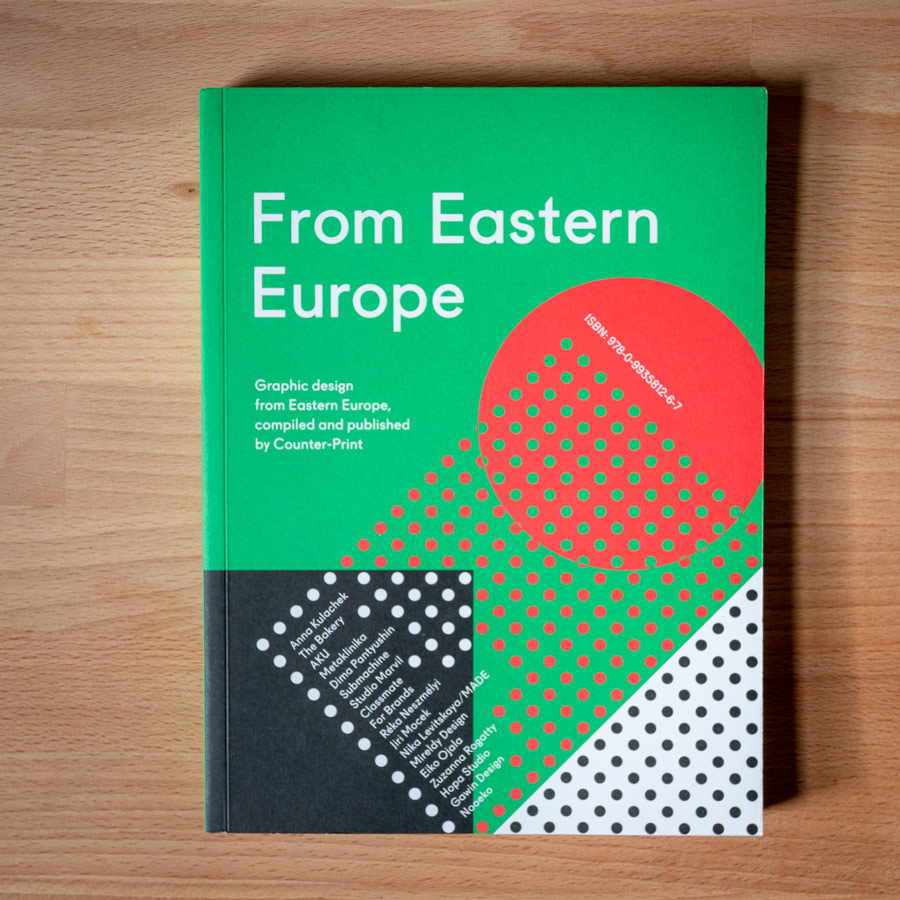 From Eastern
Europe
Graphic design
from Eastern Europe,
compiled and published
by Counter-Print
ISBN: 978-0-9935812-6-7
Anna Kulachek
The Bakery
AKU
Metaklinika
Dima Pantyushin
Submachine
Studio Marvil
Classmate
For Brands
Réka Neszmélyi
Jiri Mocek
Nika Levitskaya/MADE
Mireldy Design
Eiko Ojala
Zuzanna Rogatty
Hopa Studio
Gawin Design
Nooeko